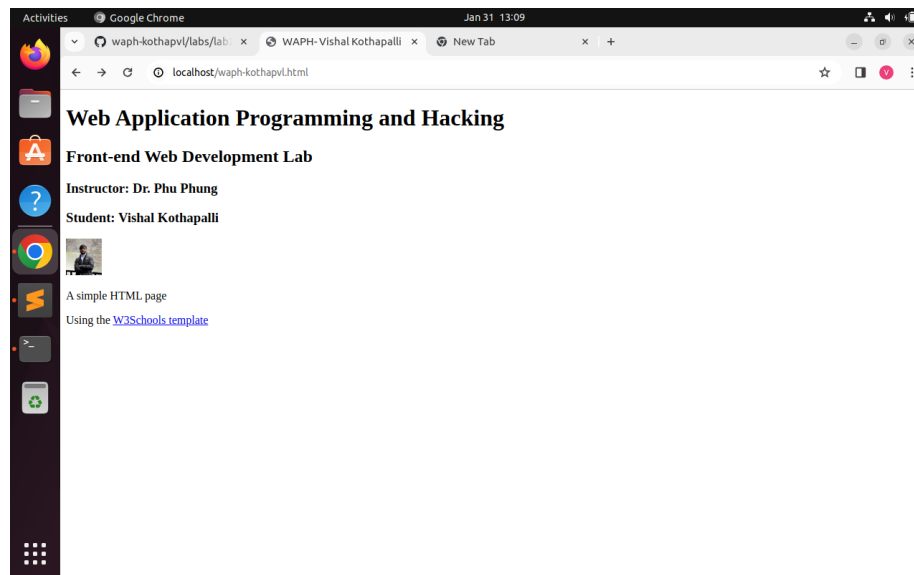 Activities Google Chrome Jan 31 13:09
waph-kothapvl/labs/lab WAPH- Vishal Kothapalli New Tab
localhost/waph-kothapvl.html V
Web Application Programming and Hacking
Front-end Web Development Lab
Instructor: Dr. Phu Phung
Student: Vishal Kothapalli
A simple HTML page
Using the W3Schools template